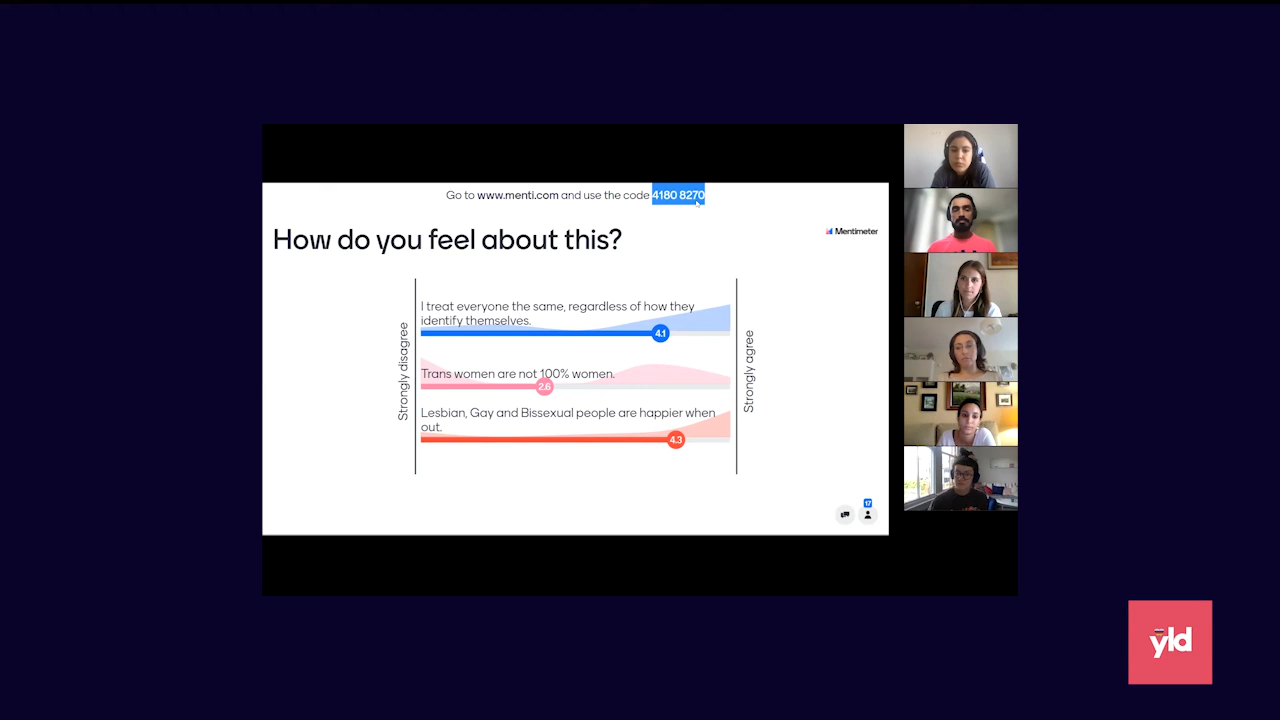 Go to www.menti.com and use the code 4180 8270
How do you feel about this?
Mentimeter
Strongly disagree
I treat everyone the same, regardless of how they
identify themselves.
4.1
Trans women are not 100% women.
2.6
Lesbian, Gay and Bissexual people are happier when
out.
4.3
Strongly agree
17
yld